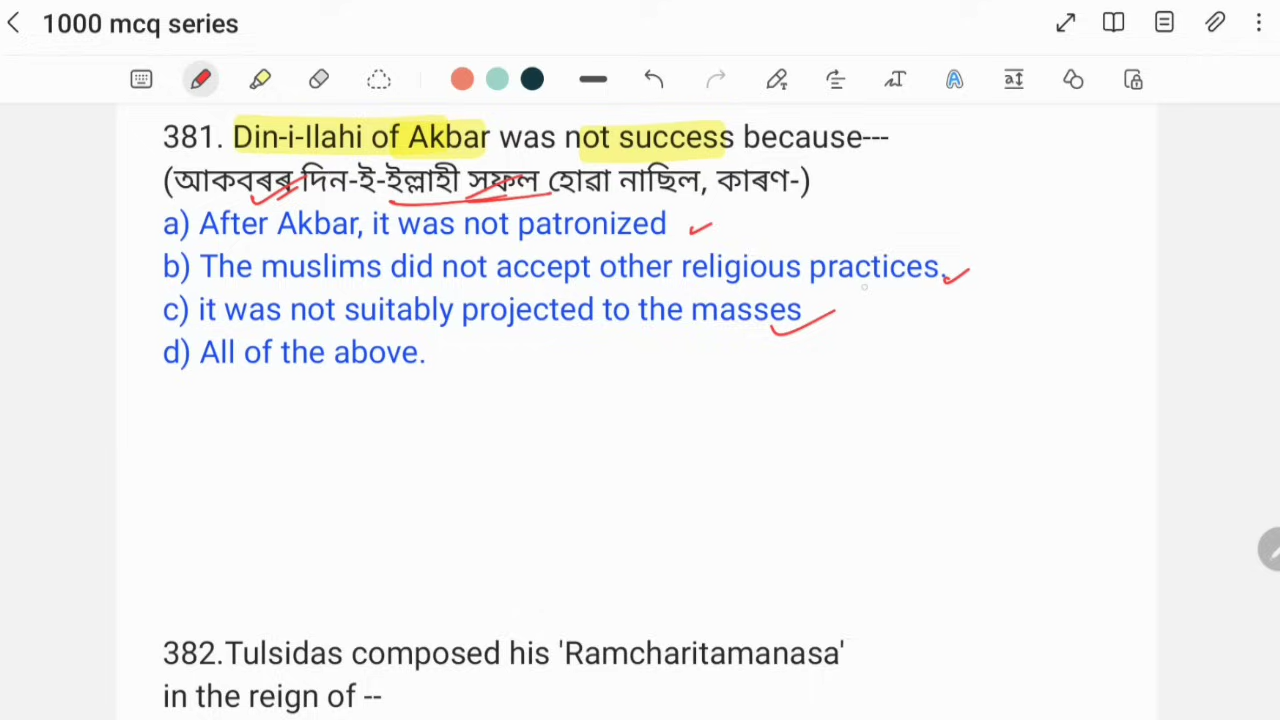 1000 mcq series
381. Din-i-Ilahi of Akbar was not success because---
(আকবৰৰ দিন-ই-ইল্লাহী সফল হোৱা নাছিল, কাৰণ-)
a) After Akbar, it was not patronized
b) The muslims did not accept other religious practices.
c) it was not suitably projected to the masses
d) All of the above.
382.Tulsidas composed his 'Ramcharitamanasa'
in the reign of --